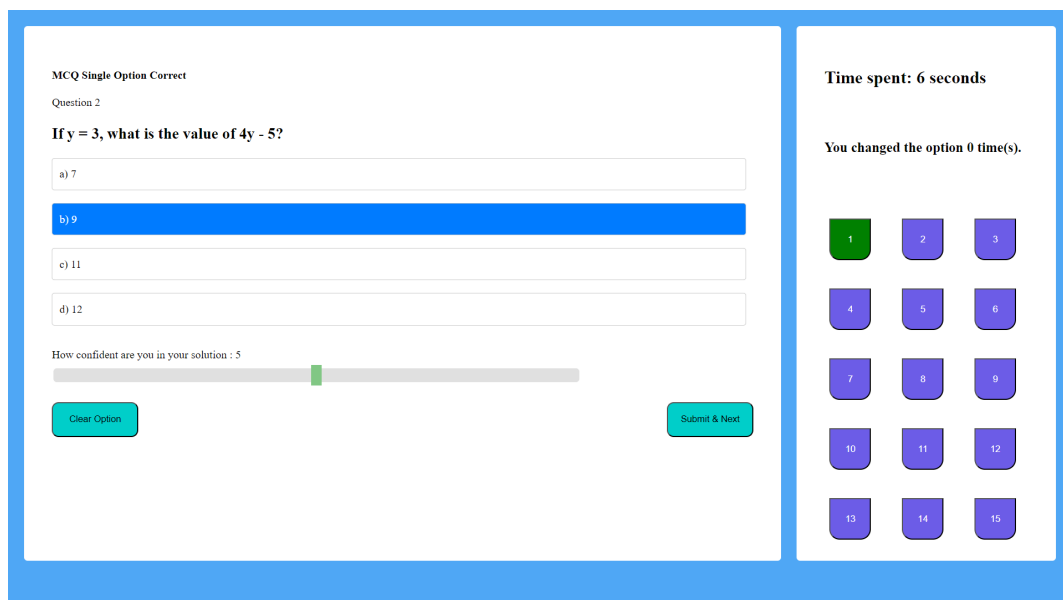 MCQ Single Option Correct
Question 2
If y = 3, what is the value of 4y - 5?
a) 7
b) 9
c) 11
d) 12
How confident are you in your solution : 5
Clear Option
Submit & Next
Time spent: 6 seconds
You changed the option 0 time(s).
1 2 3
4 5 6
7 8 9
10 11 12
13 14 15